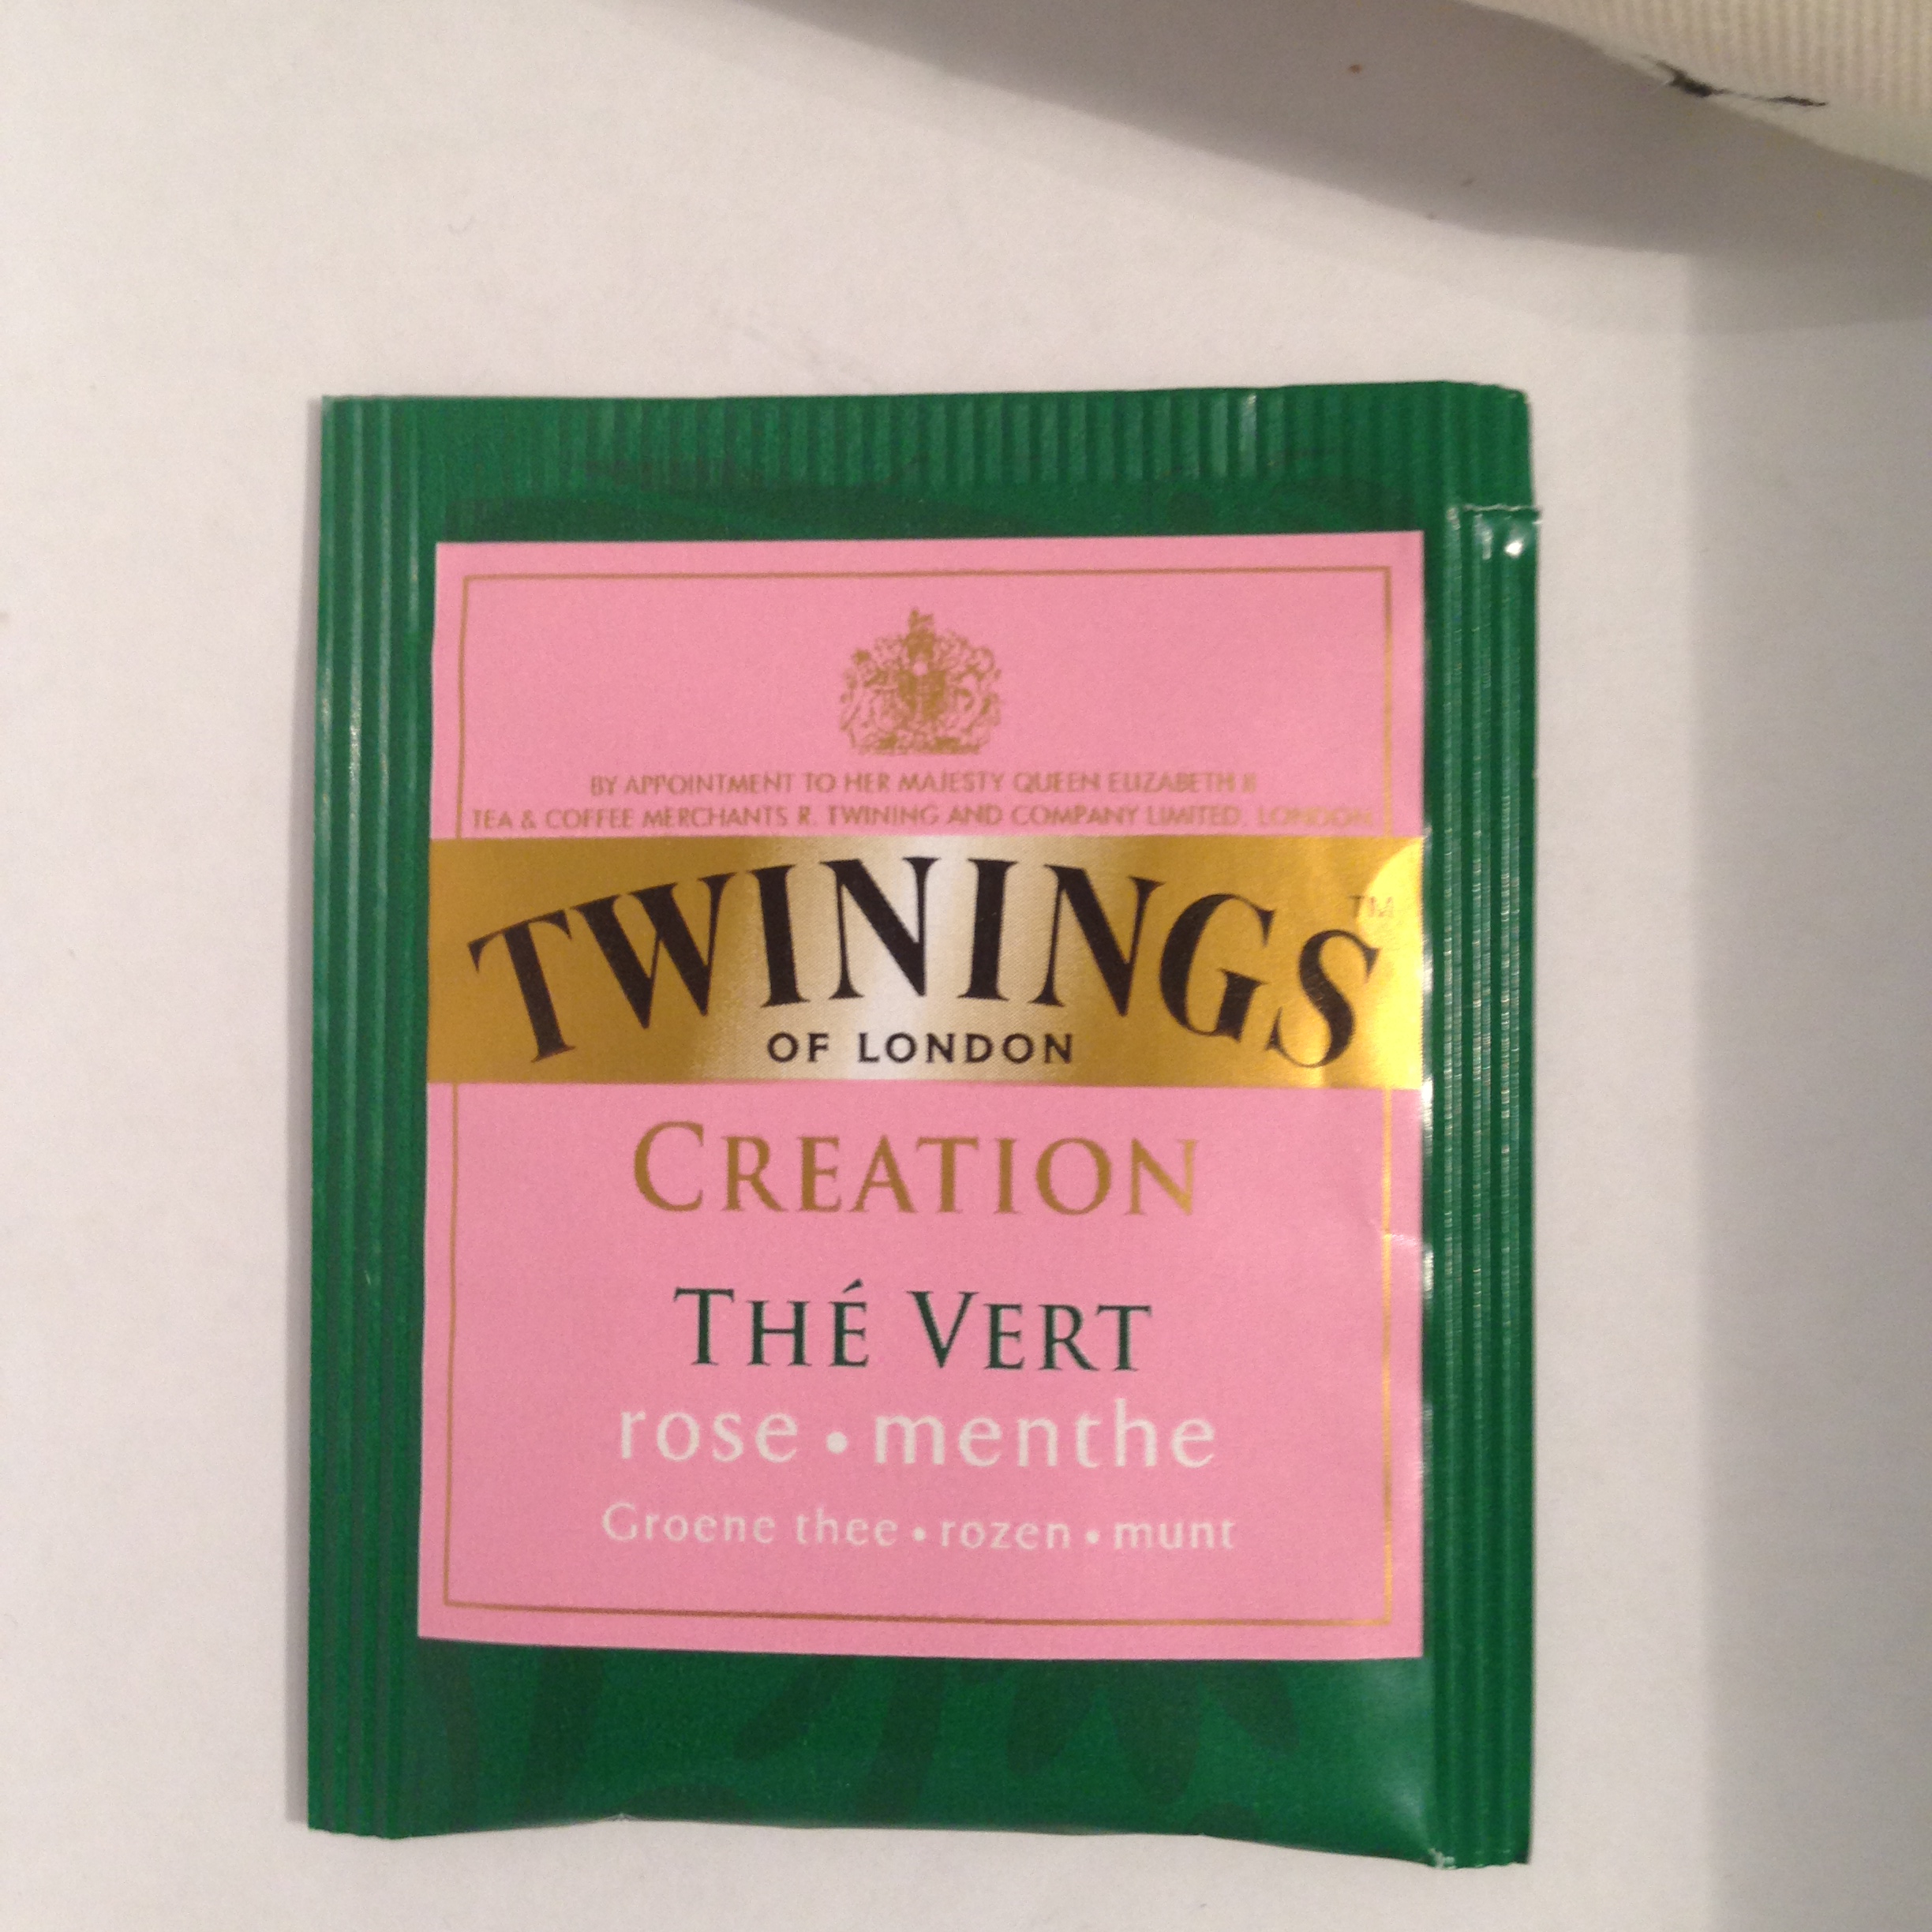 BY APPOINTMENT TO HER MAJESTY QUEEN ELIZABETH II
TEA & COFFEE MERCHANTS R. TWINING AND COMPANY LIMITED, LONDON
TWININGS™
OF LONDON
CREATION
THÉ VERT
rose • menthe
Groene thee • rozen • munt